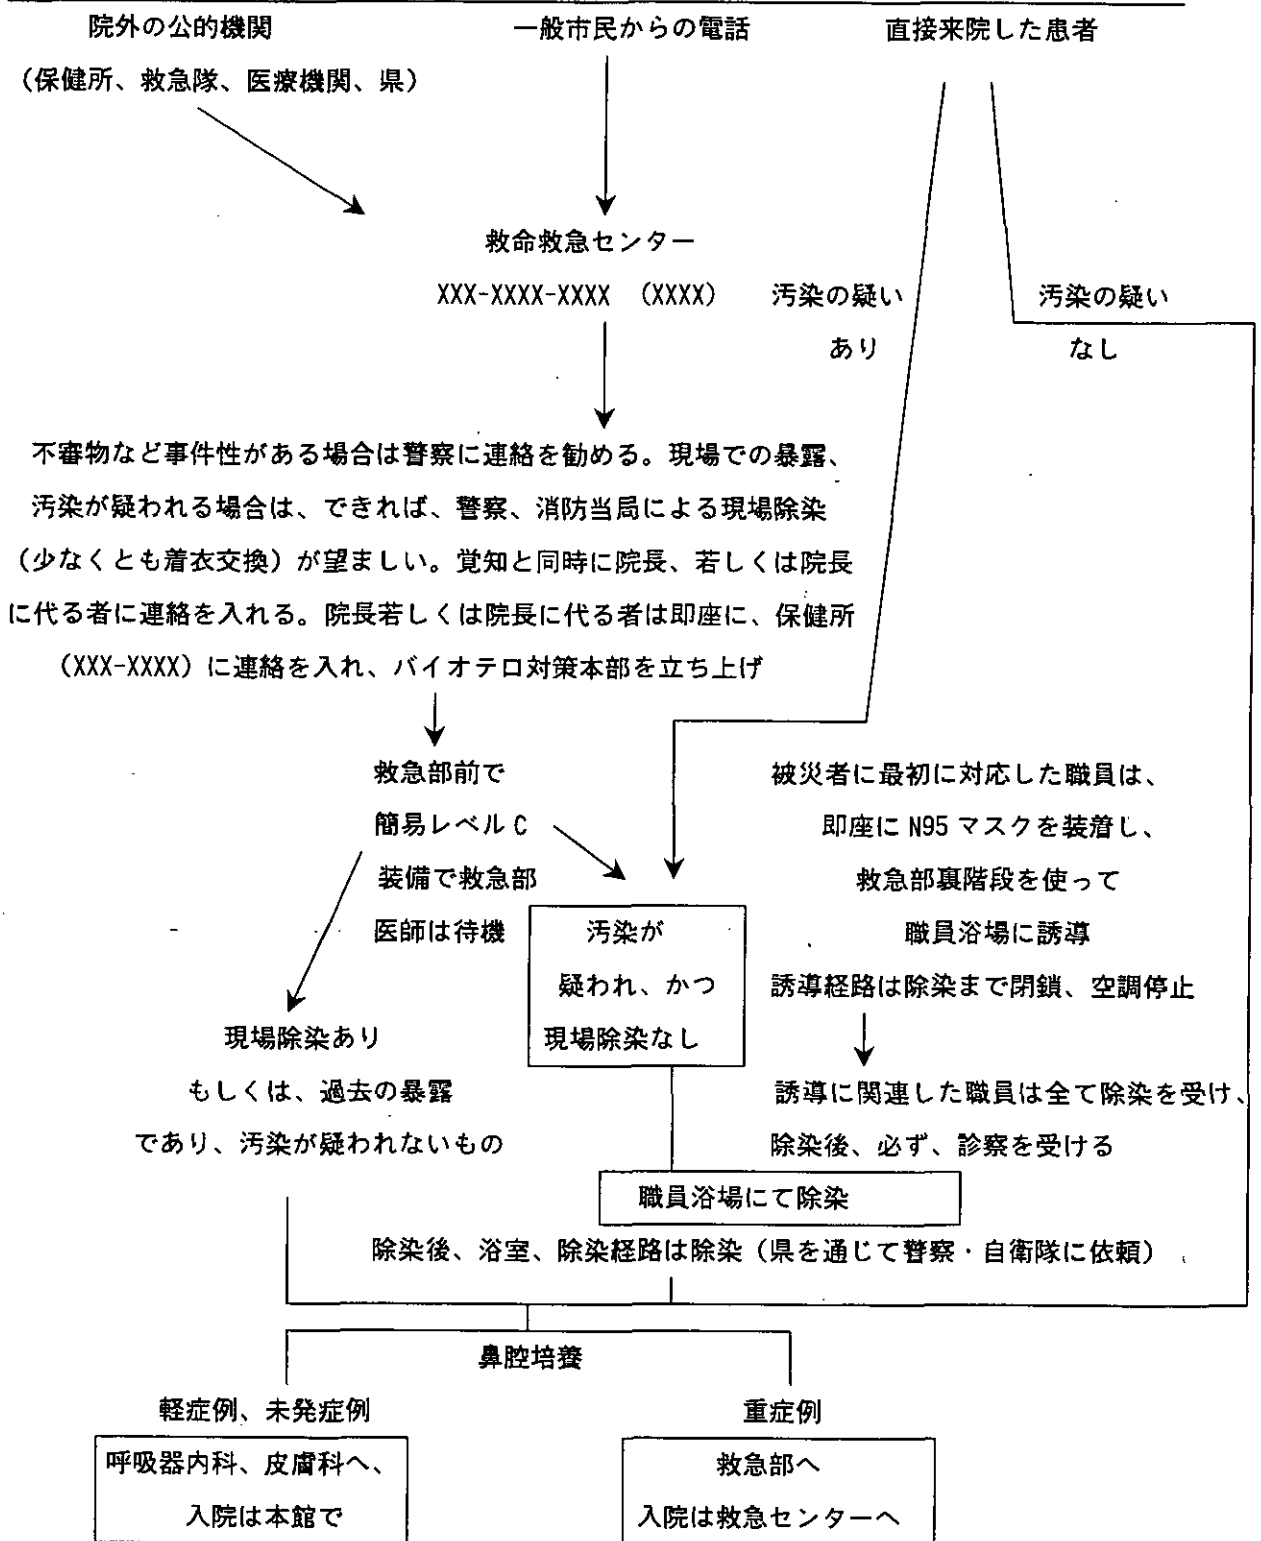 院外の公的機関
(保健所、救急隊、医療機関、県)
一般市民からの電話
直接来院した患者
救命救急センター
XXX-XXXX-XXXX (XXXX)
汚染の疑い
あり
汚染の疑い
なし
不審物など事件性がある場合は警察に連絡を勧める。現場での暴露、
汚染が疑われる場合は、できれば、警察、消防当局による現場除染
(少なくとも着衣交換)が望ましい。覚知と同時に院長、若しくは院長
に代る者に連絡を入れる。院長若しくは院長に代る者は即座に、保健所
(XXX-XXXX)に連絡を入れ、バイオテロ対策本部を立ち上げ
救急部前で
簡易レベルC
装備で救急部
医師は待機
被災者に最初に対応した職員は、
即座にN95マスクを装着し、
救急部裏階段を使って
職員浴場に誘導
誘導経路は除染まで閉鎖、空調停止
汚染が
疑われ、かつ
現場除染なし
現場除染あり
もしくは、過去の暴露
であり、汚染が疑われないもの
誘導に関連した職員は全て除染を受け、
除染後、必ず、診察を受ける
職員浴場にて除染
除染後、浴室、除染経路は除染(県を通じて警察・自衛隊に依頼)
鼻腔培養
軽症例、未発症例
呼吸器内科、皮膚科へ、
入院は本館で
重症例
救急部へ
入院は救急センターへ